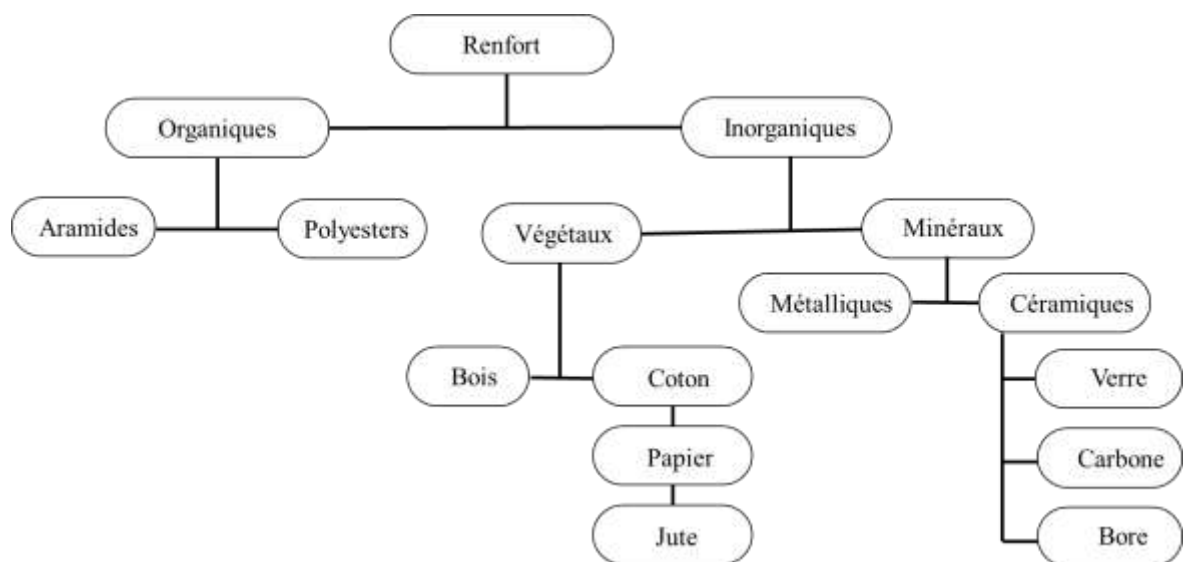 Renfort
Organiques
Inorganiques
Aramides
Polyesters
Végétaux
Minéraux
Métalliques
Céramiques
Bois
Coton
Verre
Papier
Carbone
Jute
Bore